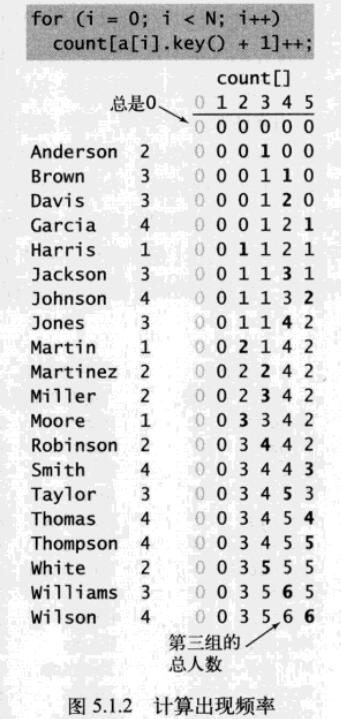 for (i = 0; i < N; i++)
count[a[i].key() + 1]++;
count[]
总是0 0 1 2 3 4 5
0 0 0 0 0 0
Anderson 2 0 0 0 1 0 0
Brown 3 0 0 0 1 1 0
Davis 3 0 0 0 1 2 0
Garcia 4 0 0 0 1 2 1
Harris 1 0 0 1 1 2 1
Jackson 3 0 0 1 1 3 1
Johnson 4 0 0 1 1 3 2
Jones 3 0 0 1 1 4 2
Martin 1 0 0 2 1 4 2
Martinez 2 0 0 2 2 4 2
Miller 2 0 0 2 3 4 2
Moore 1 0 0 3 3 4 2
Robinson 2 0 0 3 4 4 2
Smith 4 0 0 3 4 4 3
Taylor 3 0 0 3 4 5 3
Thomas 4 0 0 3 4 5 4
Thompson 4 0 0 3 4 5 5
White 2 0 0 3 5 5 5
Williams 3 0 0 3 5 6 5
Wilson 4 0 0 3 5 6 6
第三组的
总人数
图 5.1.2 计算出现频率